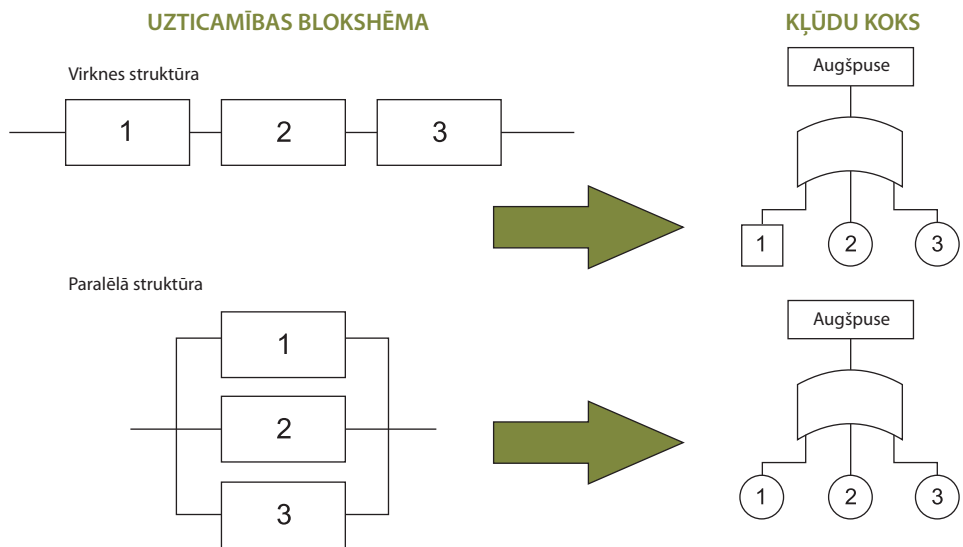 UZTICAMĪBAS BLOKSHĒMA
KĻŪDU KOKS
Virknes struktūra
1 2 3
Augšpuse
1 2 3
Paralēlā struktūra
1
2
3
Augšpuse
1 2 3